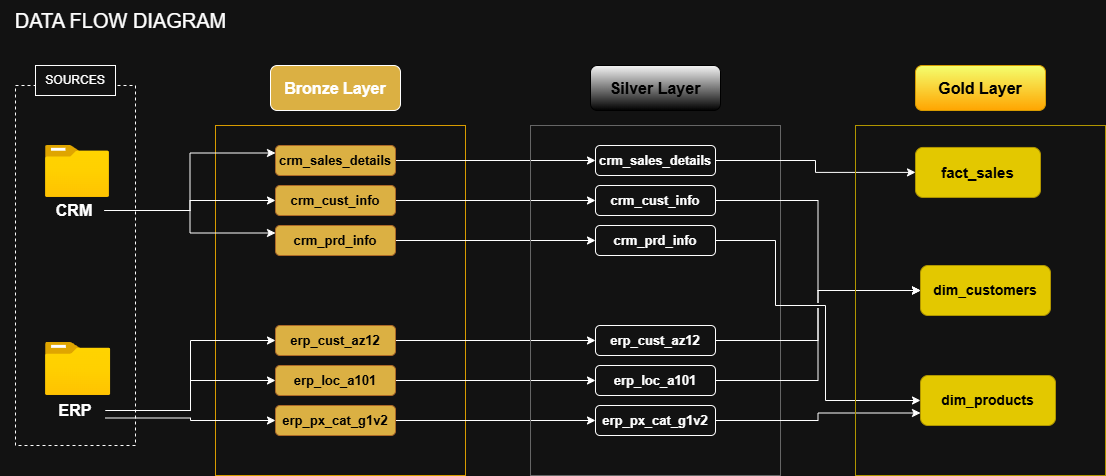 DATA FLOW DIAGRAM
SOURCES
Bronze Layer
Silver Layer
Gold Layer
CRM
crm_sales_details
crm_cust_info
crm_prd_info
crm_sales_details
crm_cust_info
crm_prd_info
fact_sales
dim_customers
ERP
erp_cust_az12
erp_loc_a101
erp_px_cat_g1v2
erp_cust_az12
erp_loc_a101
erp_px_cat_g1v2
dim_products